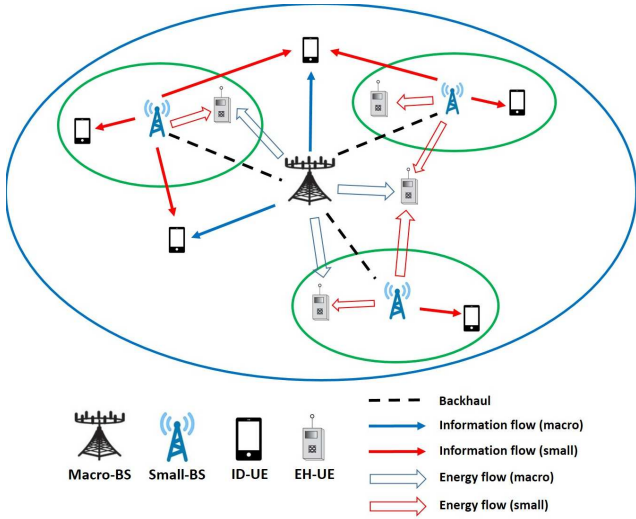 Macro-BS
Small-BS
ID-UE
EH-UE
Backhaul
Information flow (macro)
Information flow (small)
Energy flow (macro)
Energy flow (small)